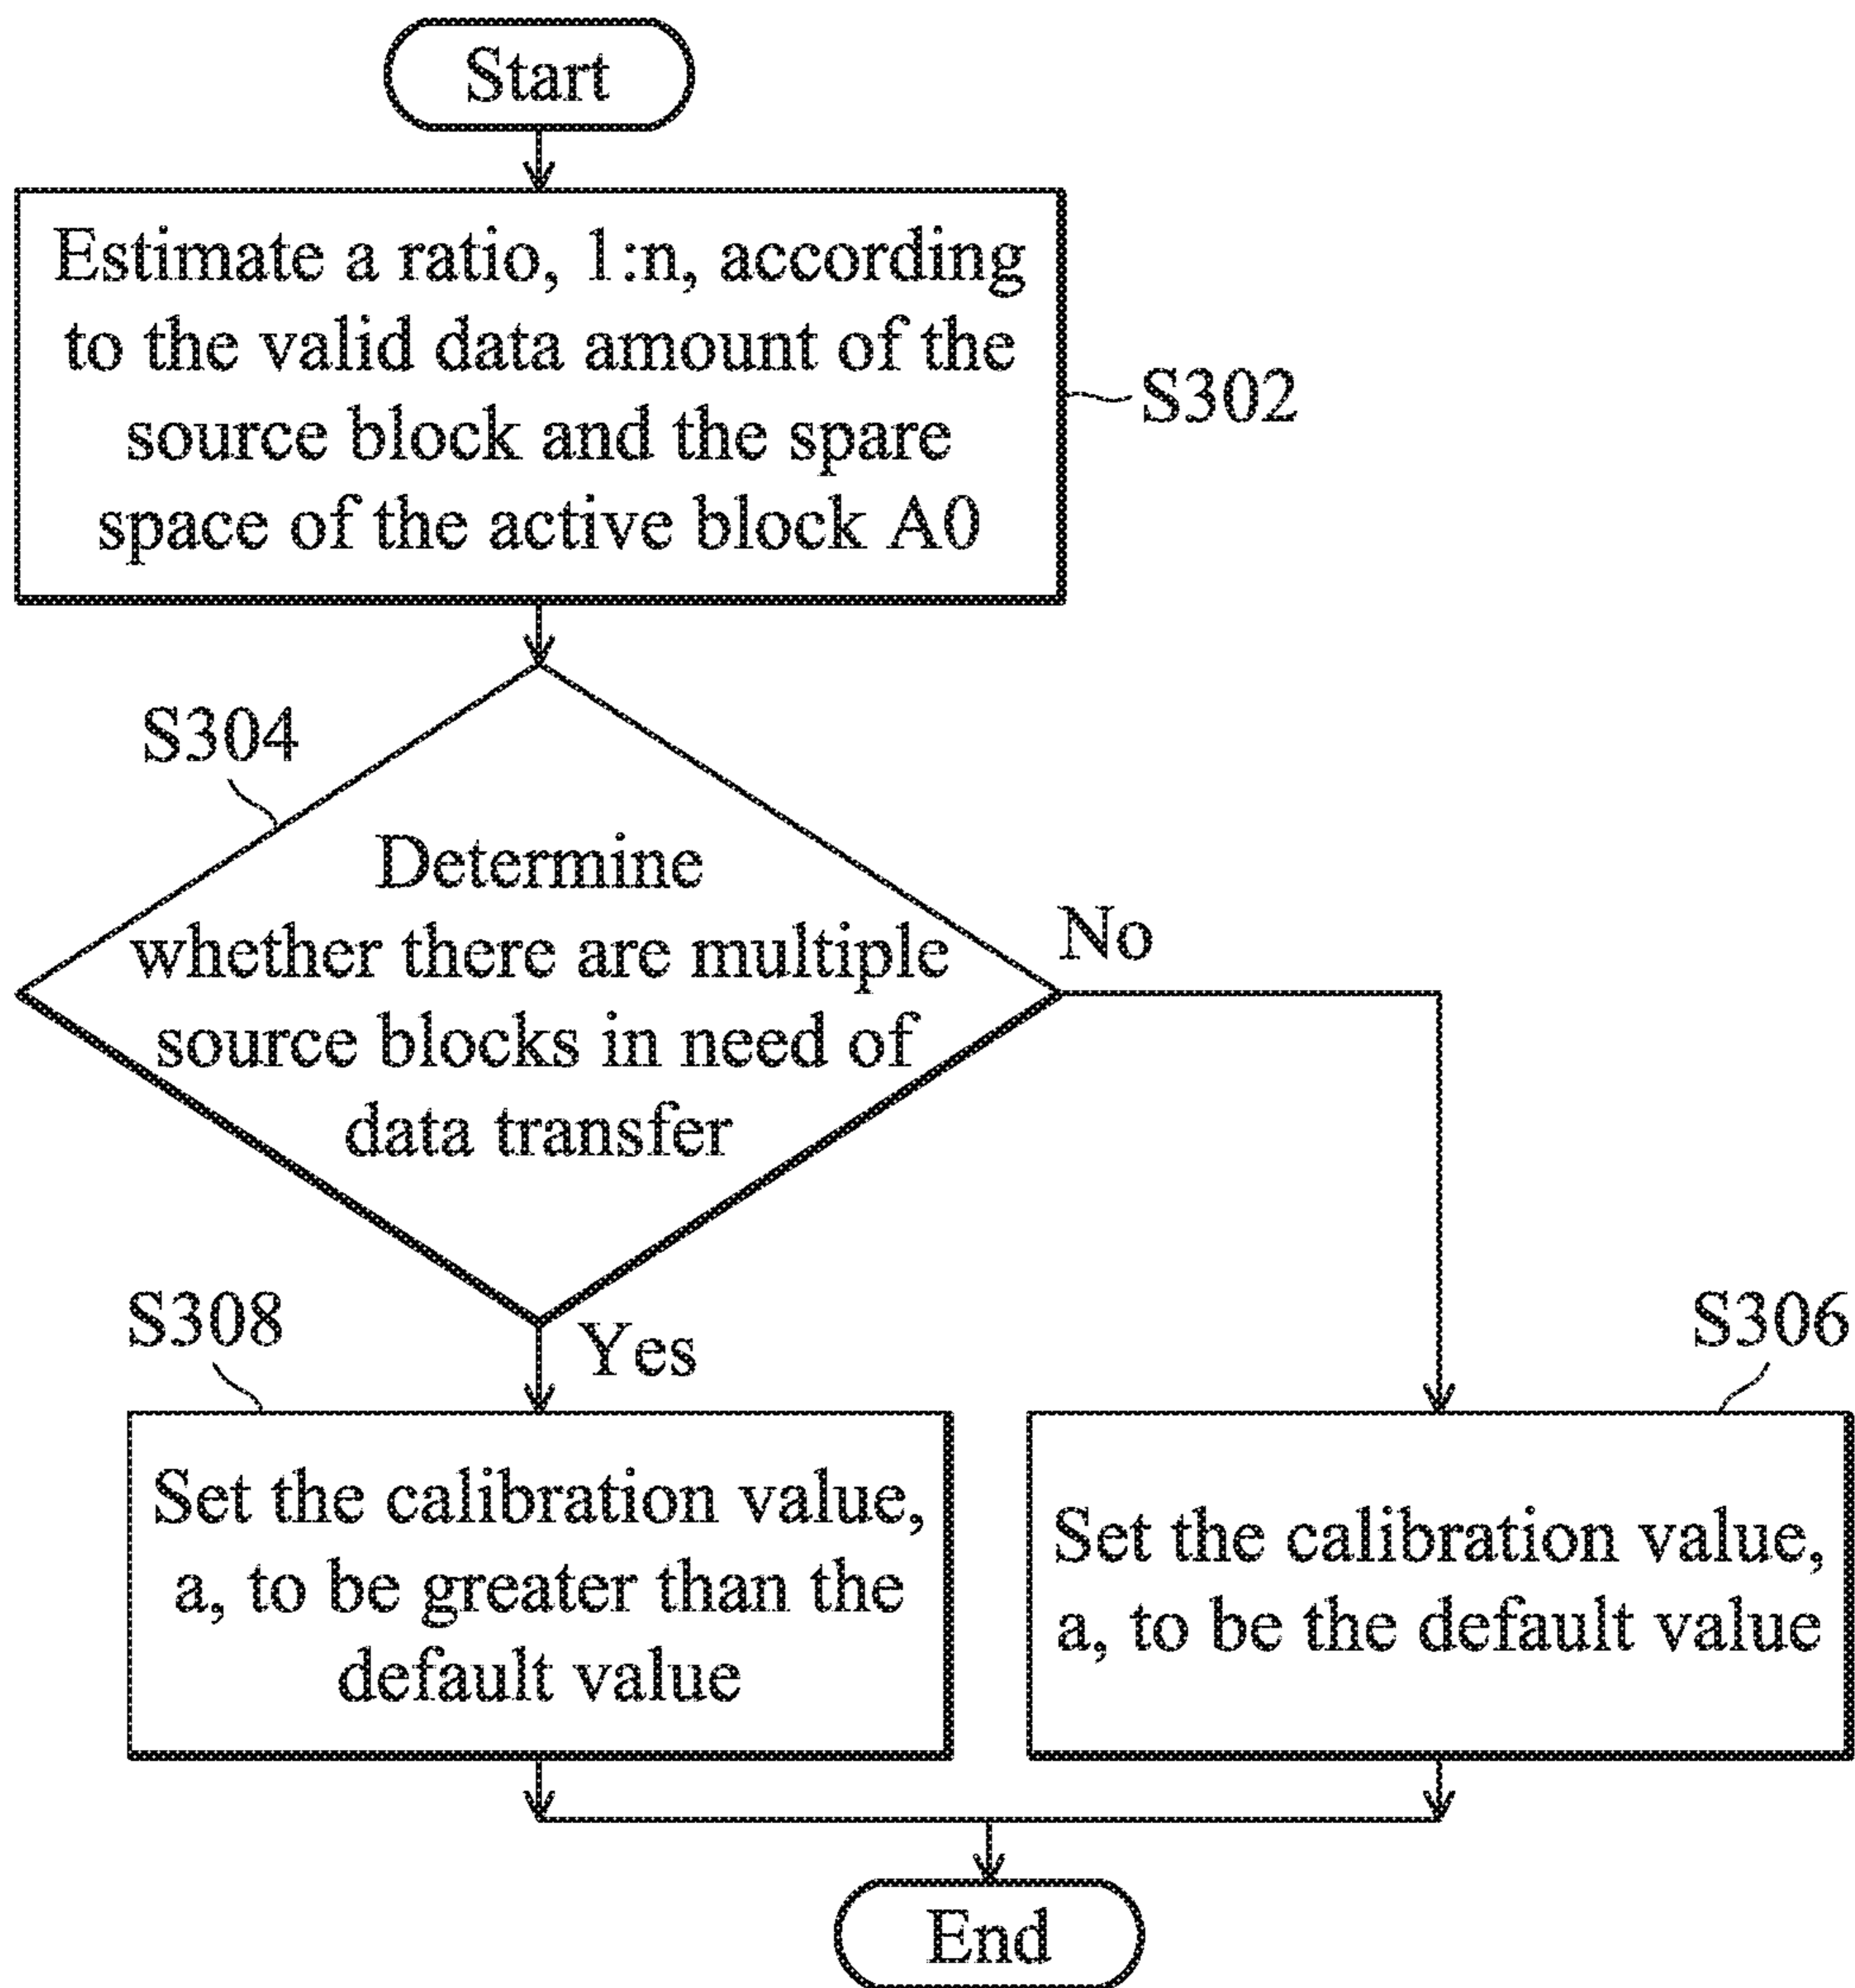 Start
Estimate a ratio, 1:n, according
to the valid data amount of the
source block and the spare
space of the active block A0
S302
S304
Determine
whether there are multiple
source blocks in need of
data transfer
No
Yes
S308
Set the calibration value,
a, to be greater than the
default value
S306
Set the calibration value,
a, to be the default value
End